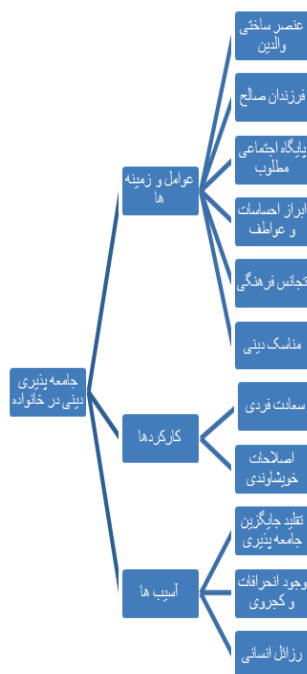 جامعه پذیری
دینی در خانواده
عوامل و زمینه
ها
عنصر ساختی
والدین
فرزندان صالح
پایگاه اجتماعی
مطلوب
ابراز احساسات
و عواطف
تجانس فرهنگی
مناسک دینی
کارکردها
سعادت فردی
اصلاحات
خویشاوندی
آسیب ها
تقلید جایگزین
جامعه پذیری
وجود انحرافات
و کجروی
رزائل انسانی